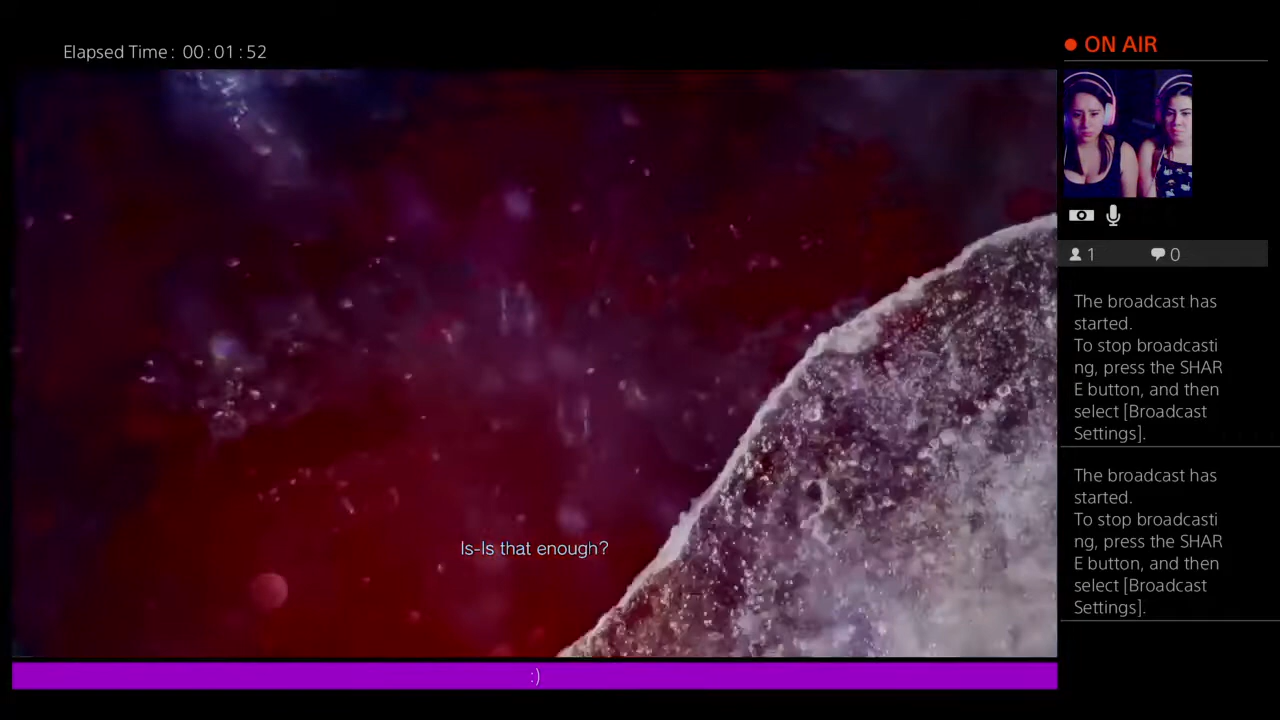 Elapsed Time: 00:01:52
ON AIR
1 0
The broadcast has
started.
To stop broadcasti
ng, press the SHAR
E button, and then
select [Broadcast
Settings].
The broadcast has
started.
To stop broadcasti
ng, press the SHAR
E button, and then
select [Broadcast
Settings].
Is-Is that enough?
:)